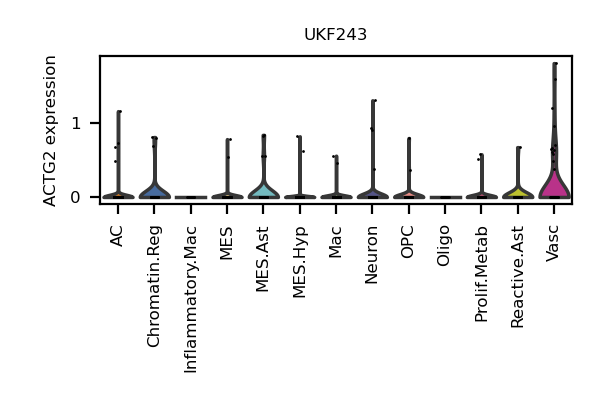 UKF243
ACTG2 expression
1
0
AC
Chromatin.Reg
Inflammatory.Mac
MES
MES.Ast
MES.Hyp
Mac
Neuron
OPC
Oligo
Prolif.Metab
Reactive.Ast
Vasc